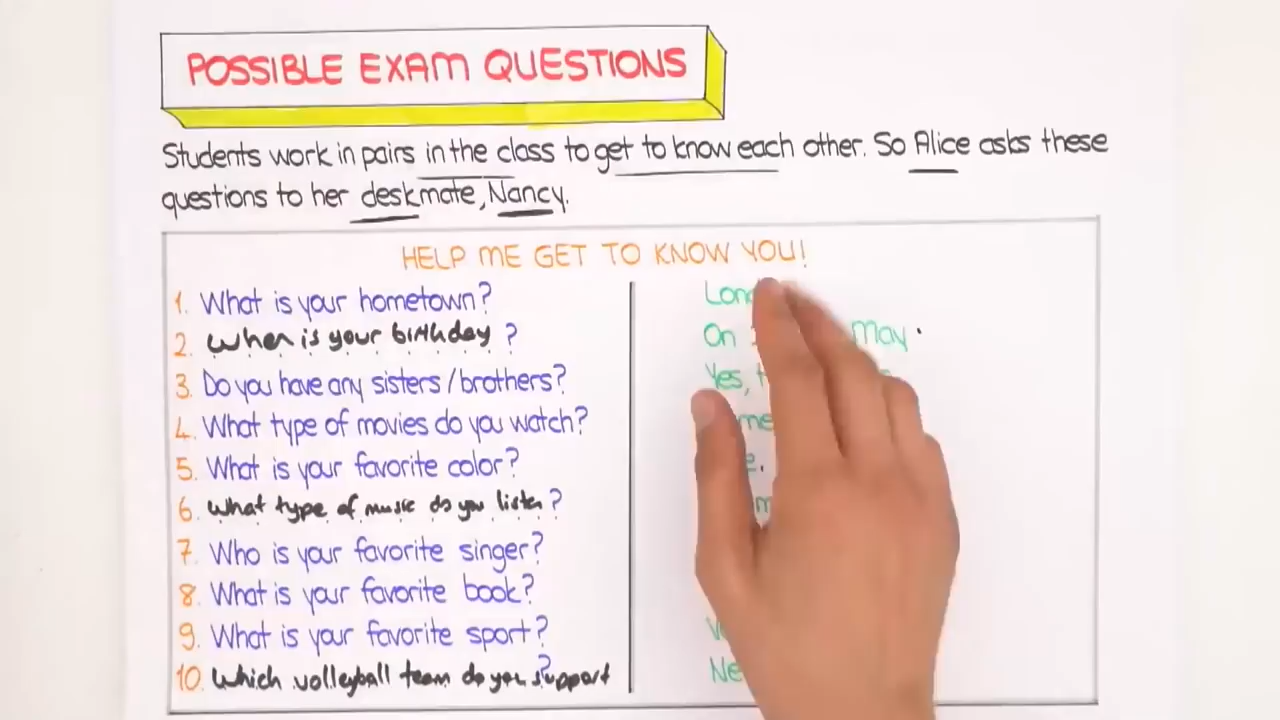 POSSIBLE EXAM QUESTIONS
Students work in pairs in the class to get to know each other. So Alice asks these
questions to her deskmate, Nancy.
HELP ME GET TO KNOW YOU!
1. What is your hometown?
2. When is your birthday ?
On May
3. Do you have any sisters/brothers?
Yes,
4. What type of movies do you watch?
5. What is your favorite color?
6. What type of music do you listen ?
7. Who is your favorite singer?
8. What is your favorite book?
9. What is your favorite sport?
10. Which volleyball team do you support ?